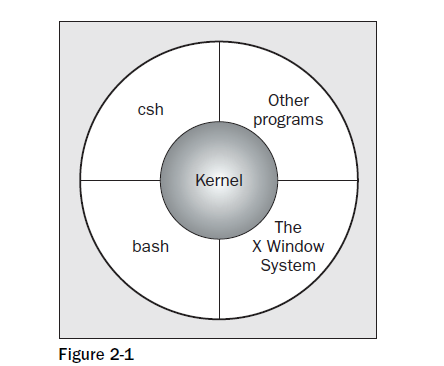 csh
Other
programs
Kernel
bash
The
X Window
System
Figure 2-1